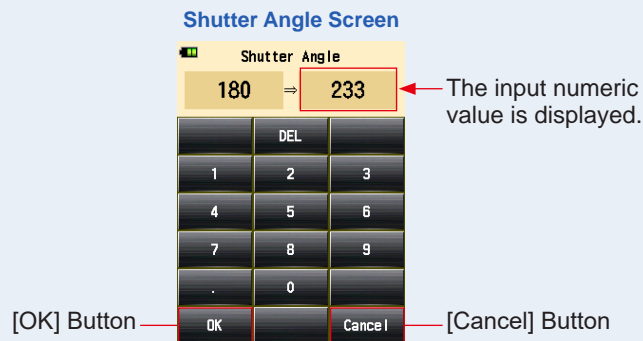 Shutter Angle Screen
Shutter Angle
180 ⇒ 233
The input numeric
value is displayed.
DEL
1 2 3
4 5 6
7 8 9
. 0
[OK] Button OK Cancel [Cancel] Button